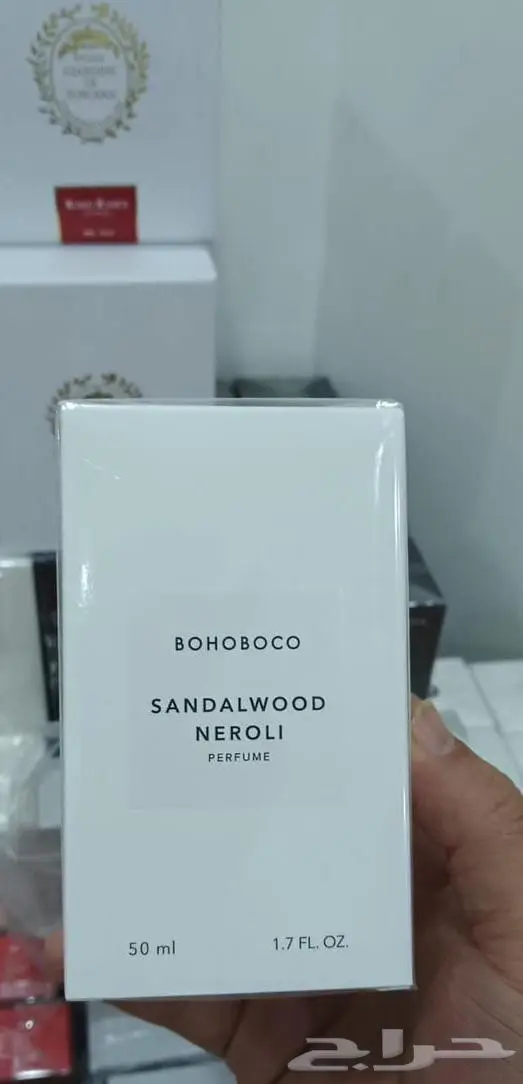 BOHOBOCO
SANDALWOOD
NEROLI
PERFUME
50 ml
1.7 FL. OZ.
حراج